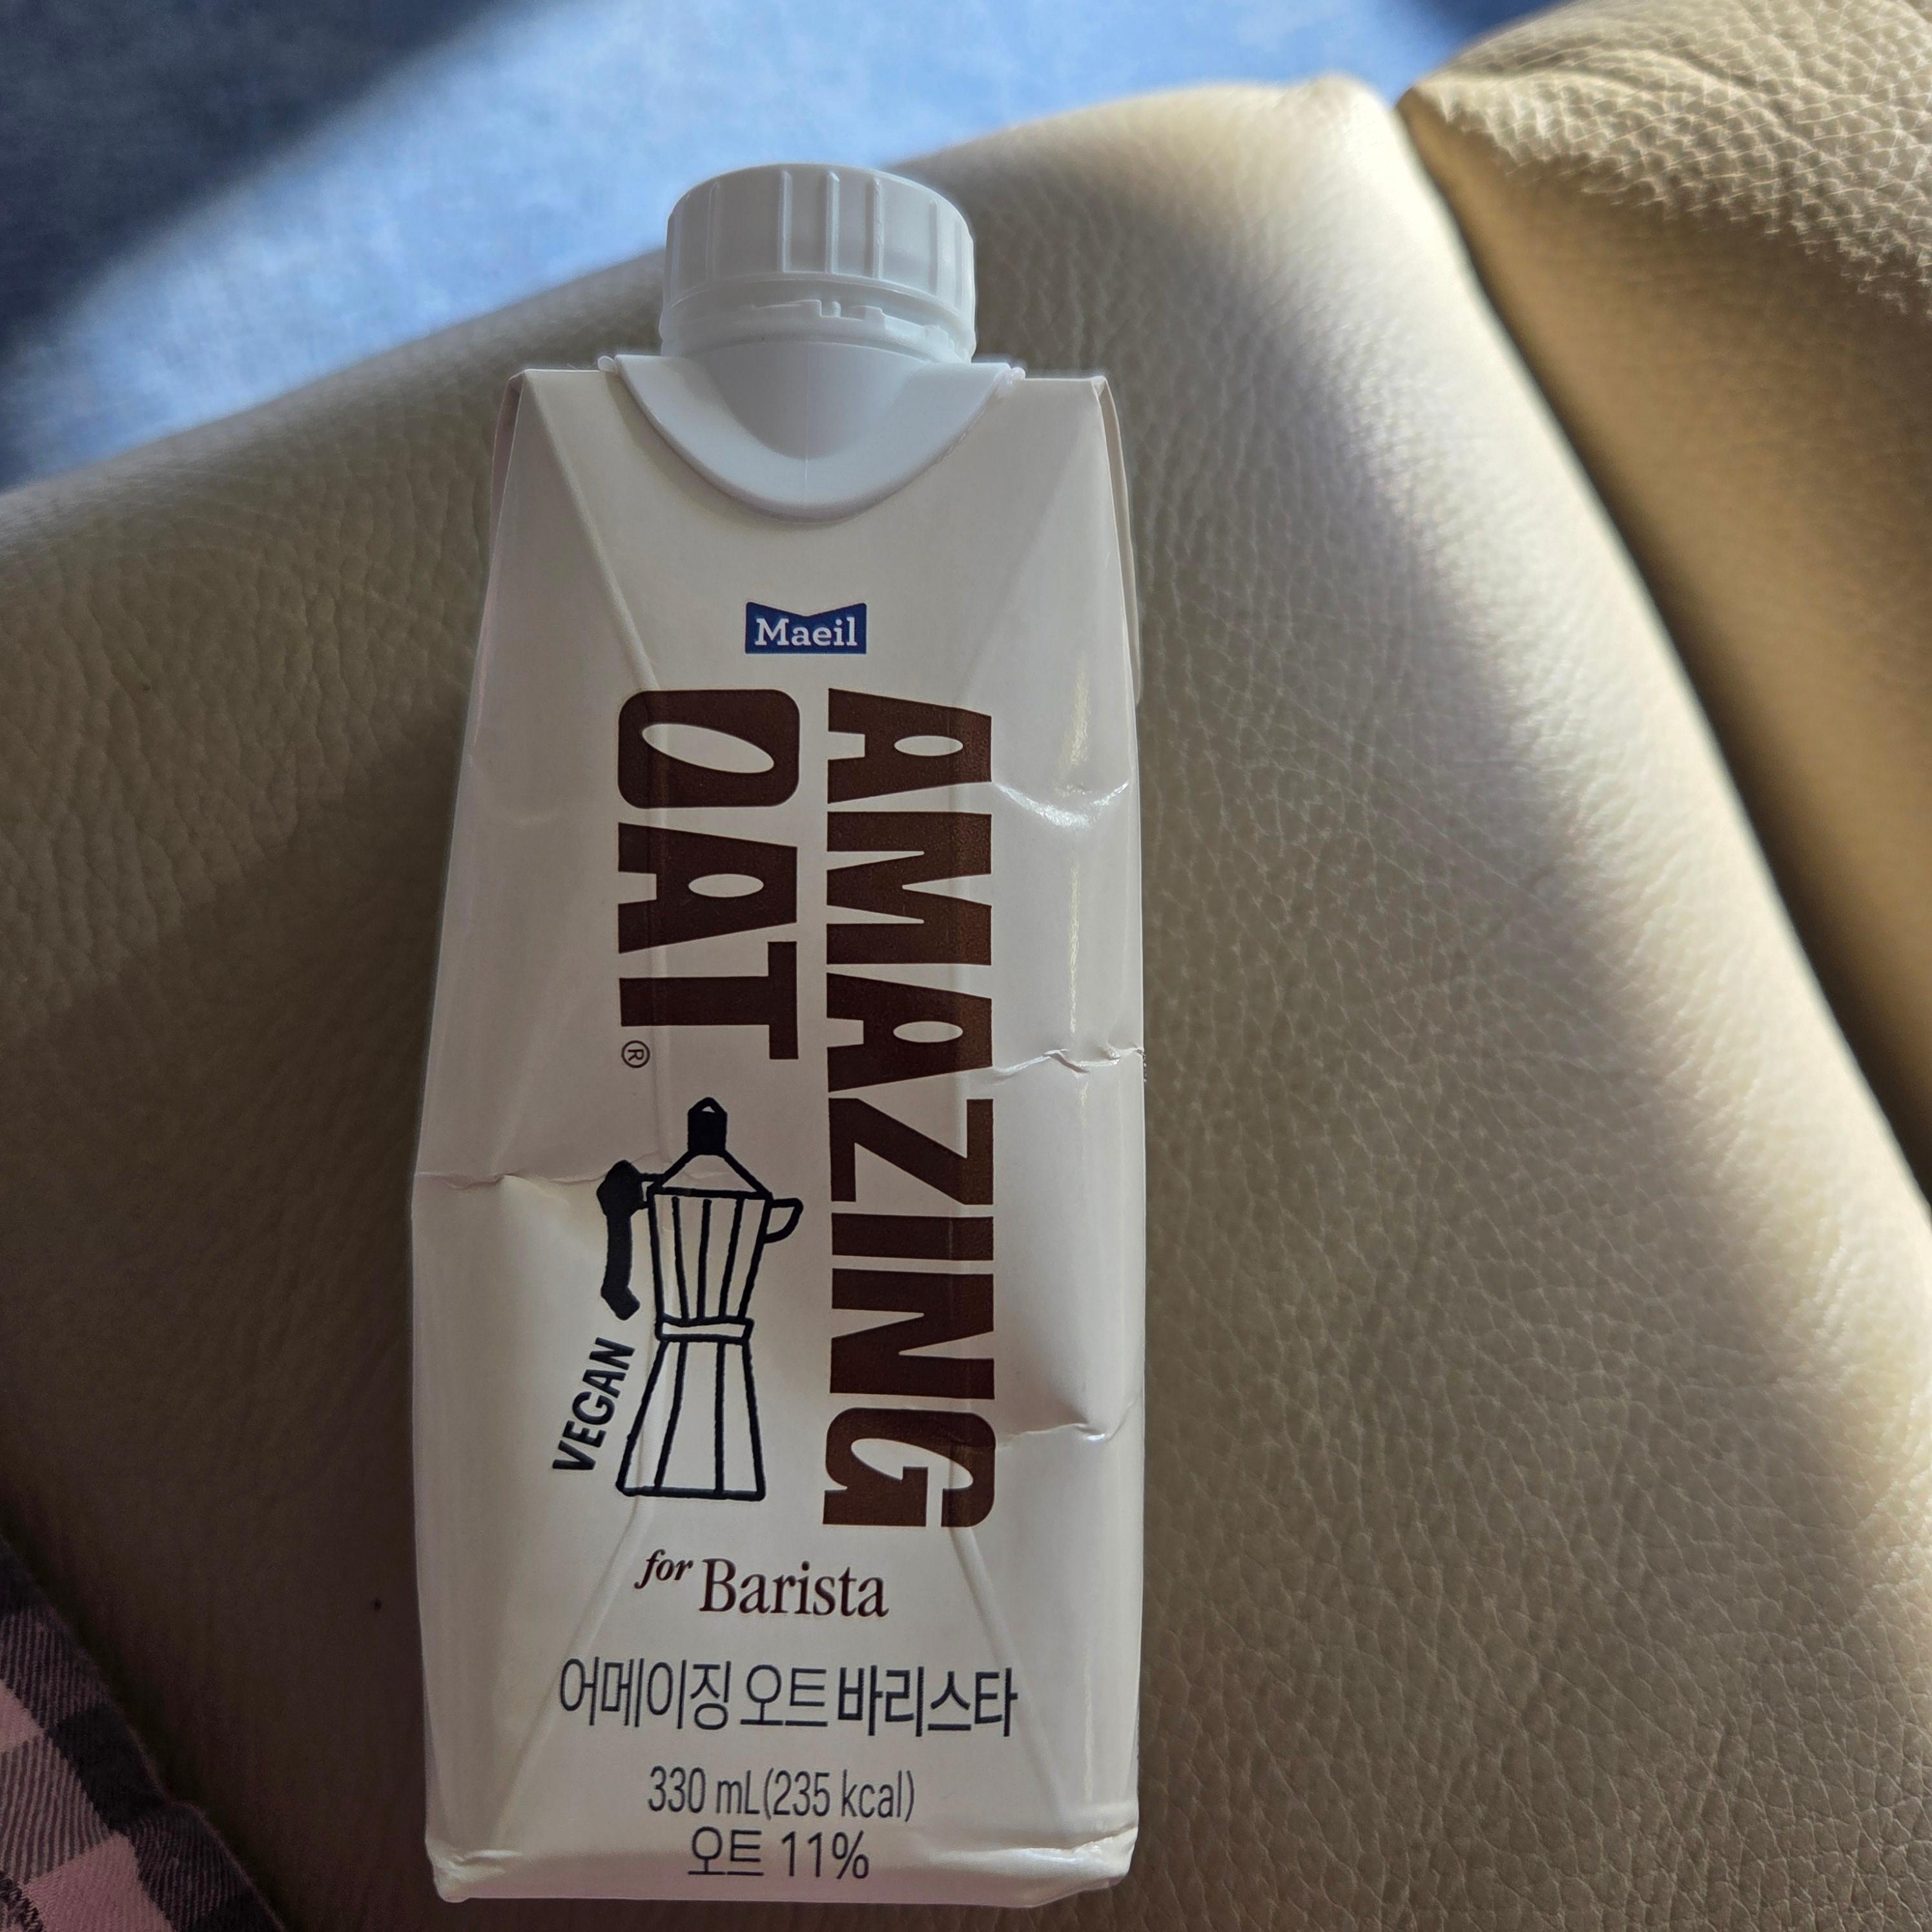 Maeil
AMAZING
OAT®
VEGAN
for Barista
어메이징 오트 바리스타
330 mL(235 kcal)
오트 11%